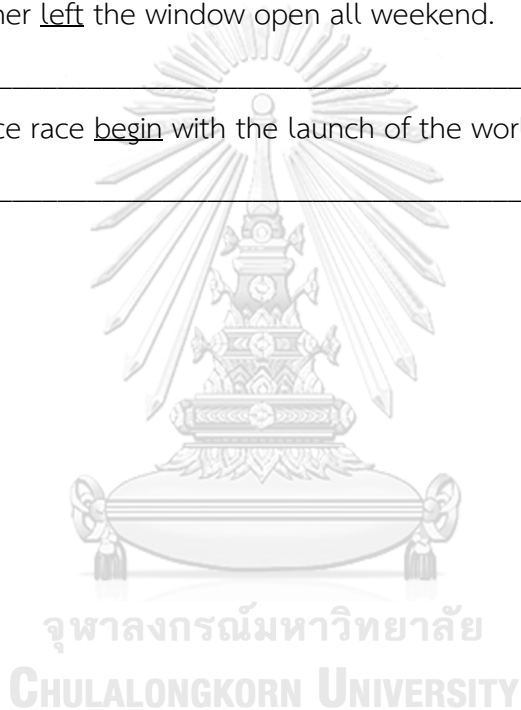 her left the window open all weekend.
ce race begin with the launch of the wor
จุฬาลงกรณ์มหาวิทยาลัย
CHULALONGKORN UNIVERSITY